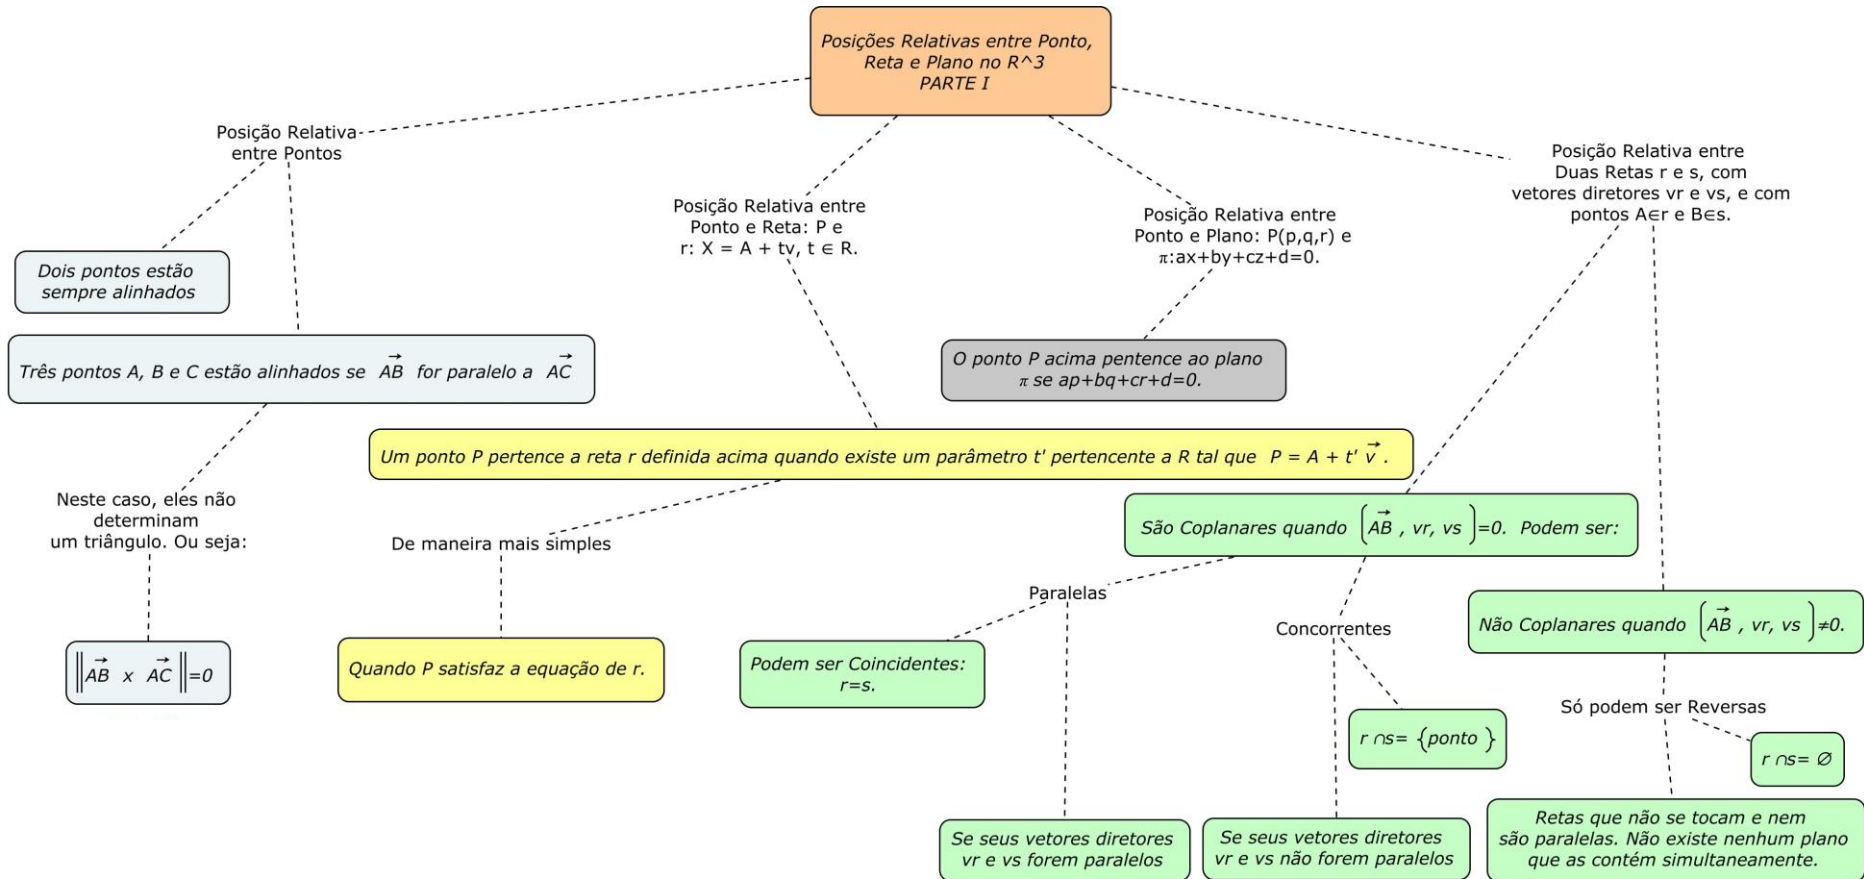 Posições Relativas entre Ponto,
Reta e Plano no R^3
PARTE I
Posição Relativa
entre Pontos
Dois pontos estão
sempre alinhados
Três pontos A, B e C estão alinhados se AB for paralelo a AC
Neste caso, eles não
determinam
um triângulo. Ou seja:
||AB x AC||=0
Posição Relativa entre
Ponto e Reta: P e
r: X = A + tv, t ∈ R.
Um ponto P pertence a reta r definida acima quando existe um parâmetro t' pertencente a R tal que P = A + t' v .
De maneira mais simples
Quando P satisfaz a equação de r.
Posição Relativa entre
Ponto e Plano: P(p,q,r) e
π:ax+by+cz+d=0.
O ponto P acima pentence ao plano
π se ap+bq+cr+d=0.
Posição Relativa entre
Duas Retas r e s, com
vetores diretores vr e vs, e com
pontos A∈r e B∈s.
São Coplanares quando (AB , vr, vs )=0. Podem ser:
Paralelas
Podem ser Coincidentes:
r=s.
Se seus vetores diretores
vr e vs forem paralelos
Concorrentes
r ∩s= {ponto }
Se seus vetores diretores
vr e vs não forem paralelos
Não Coplanares quando (AB , vr, vs )≠0.
Só podem ser Reversas
r ∩s= ∅
Retas que não se tocam e nem
são paralelas. Não existe nenhum plano
que as contém simultaneamente.